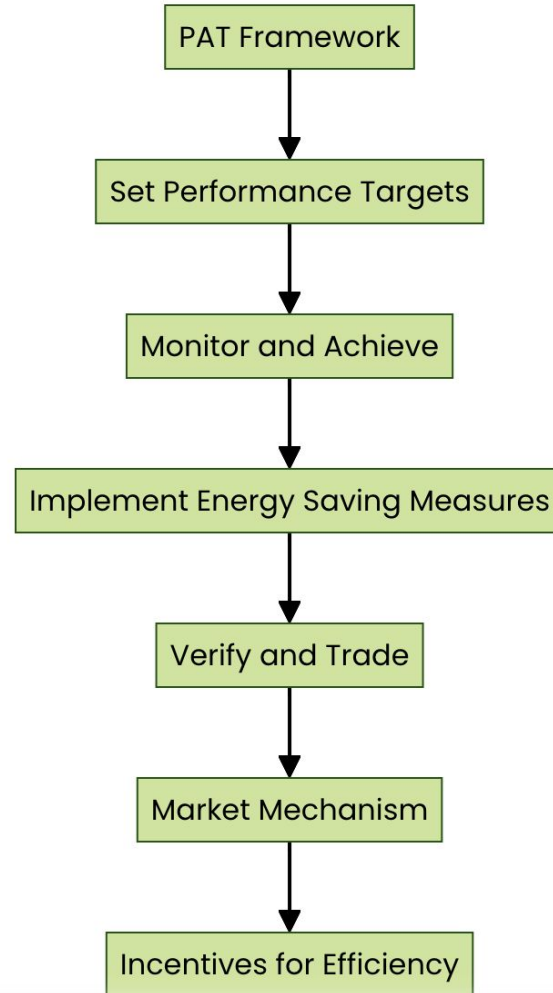 PAT Framework
Set Performance Targets
Monitor and Achieve
Implement Energy Saving Measures
Verify and Trade
Market Mechanism
Incentives for Efficiency